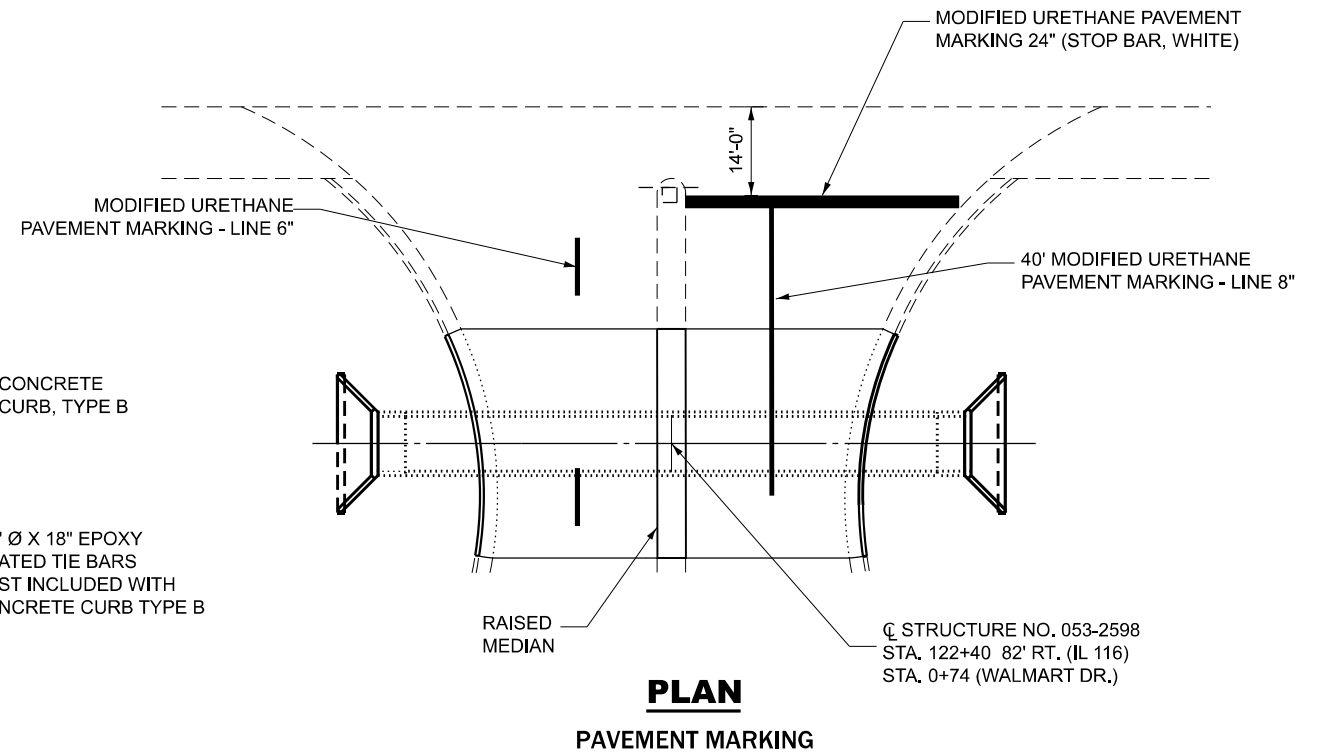 MODIFIED URETHANE PAVEMENT
MARKING 24" (STOP BAR, WHITE)
14'-0"
MODIFIED URETHANE
PAVEMENT MARKING - LINE 6"
40' MODIFIED URETHANE
PAVEMENT MARKING - LINE 8"
CONCRETE
CURB, TYPE B
" Ø X 18" EPOXY
ATED TIE BARS
ST INCLUDED WITH
NCRETE CURB TYPE B
RAISED
MEDIAN
℄ STRUCTURE NO. 053-2598
STA. 122+40 82' RT. (IL 116)
STA. 0+74 (WALMART DR.)
PLAN
PAVEMENT MARKING